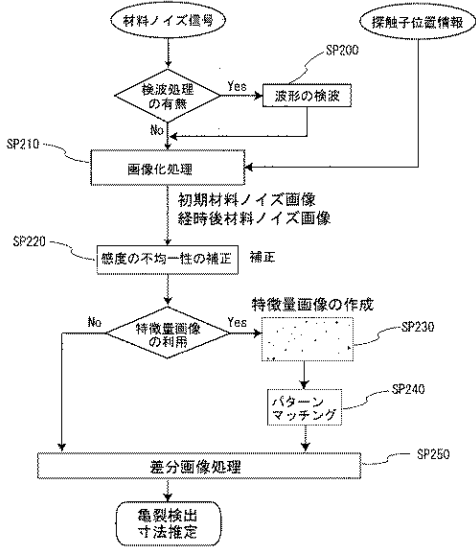 材料ノイズ信号
探触子位置情報
検波処理
の有無
Yes
SP200
波形の検波
No
SP210
画像化処理
初期材料ノイズ画像
経時後材料ノイズ画像
SP220
感度の不均一性の補正
補正
特徴量画像の作成
No
特徴量画像
の利用
Yes
SP230
SP240
パターン
マッチング
SP250
差分画像処理
亀裂検出
寸法推定